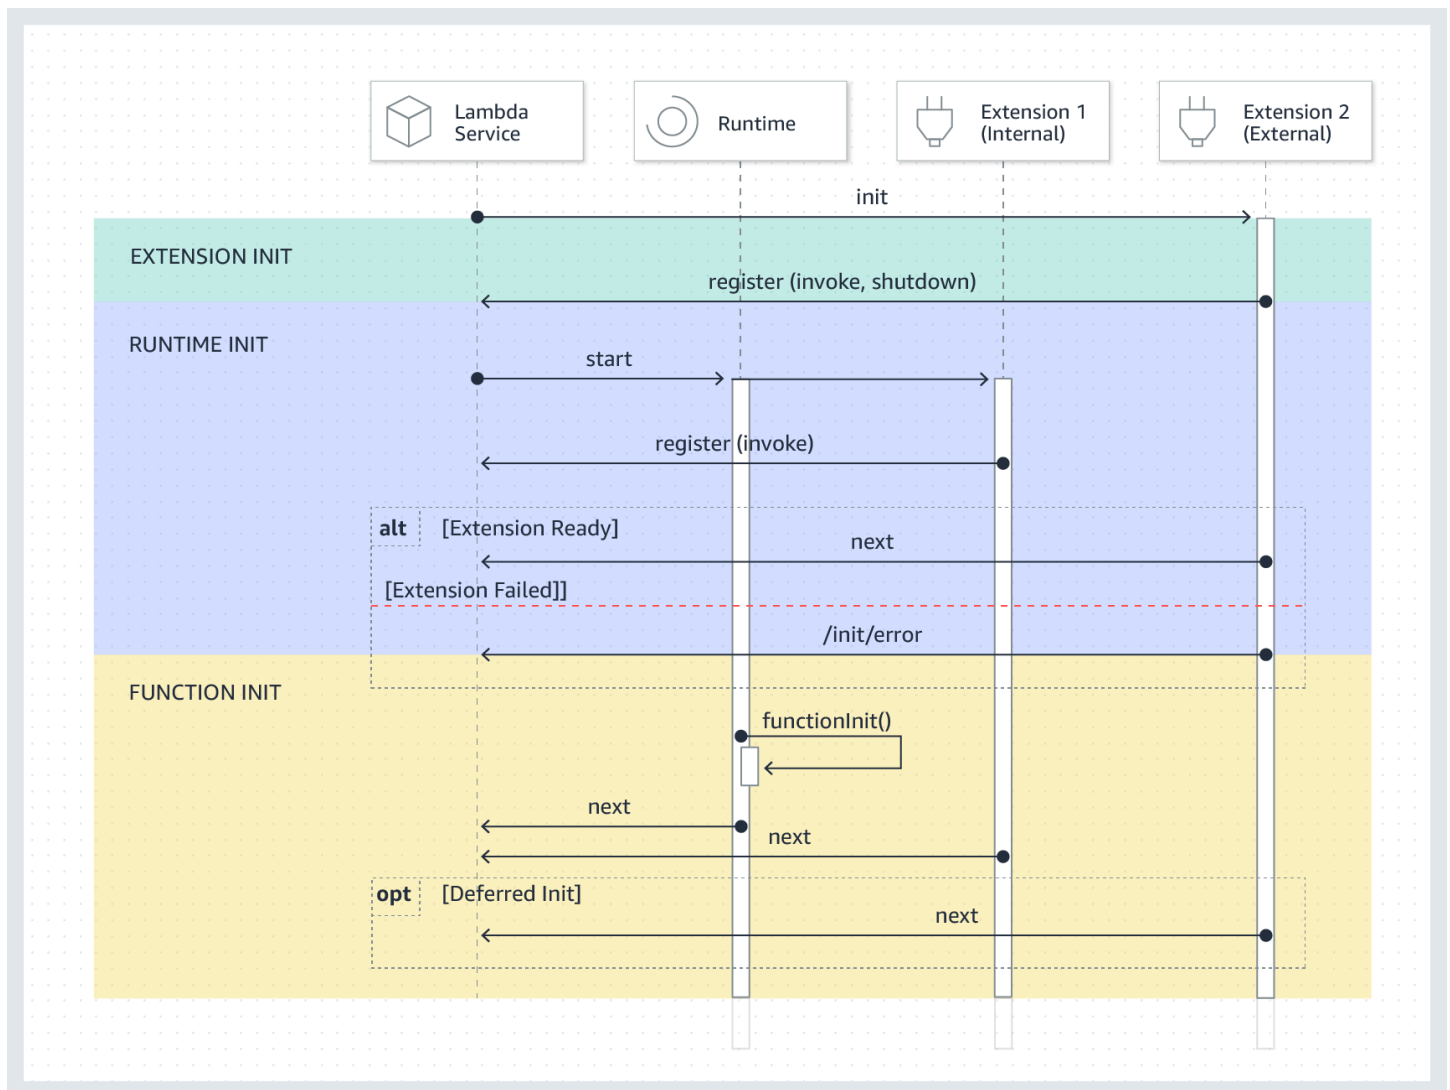 Lambda
Service
Runtime
Extension 1
(Internal)
Extension 2
(External)
init
EXTENSION INIT
register (invoke, shutdown)
RUNTIME INIT
start
register (invoke)
alt [Extension Ready]
next
[Extension Failed]]
/init/error
FUNCTION INIT
functionInit()
next
next
opt [Deferred Init]
next